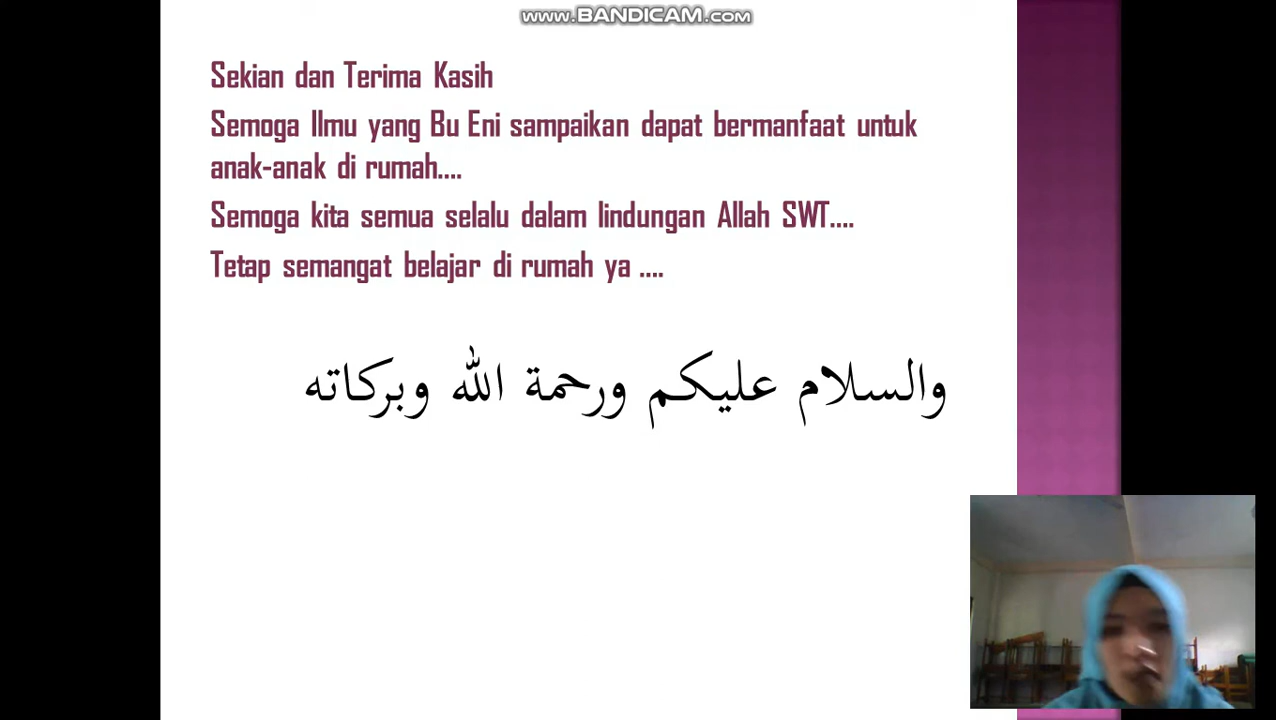 www.BANDICAM.com
Sekian dan Terima Kasih
Semoga Ilmu yang Bu Eni sampaikan dapat bermanfaat untuk
anak-anak di rumah....
Semoga kita semua selalu dalam lindungan Allah SWT....
Tetap semangat belajar di rumah ya ....
والسلام عليكم ورحمة الله وبركاته